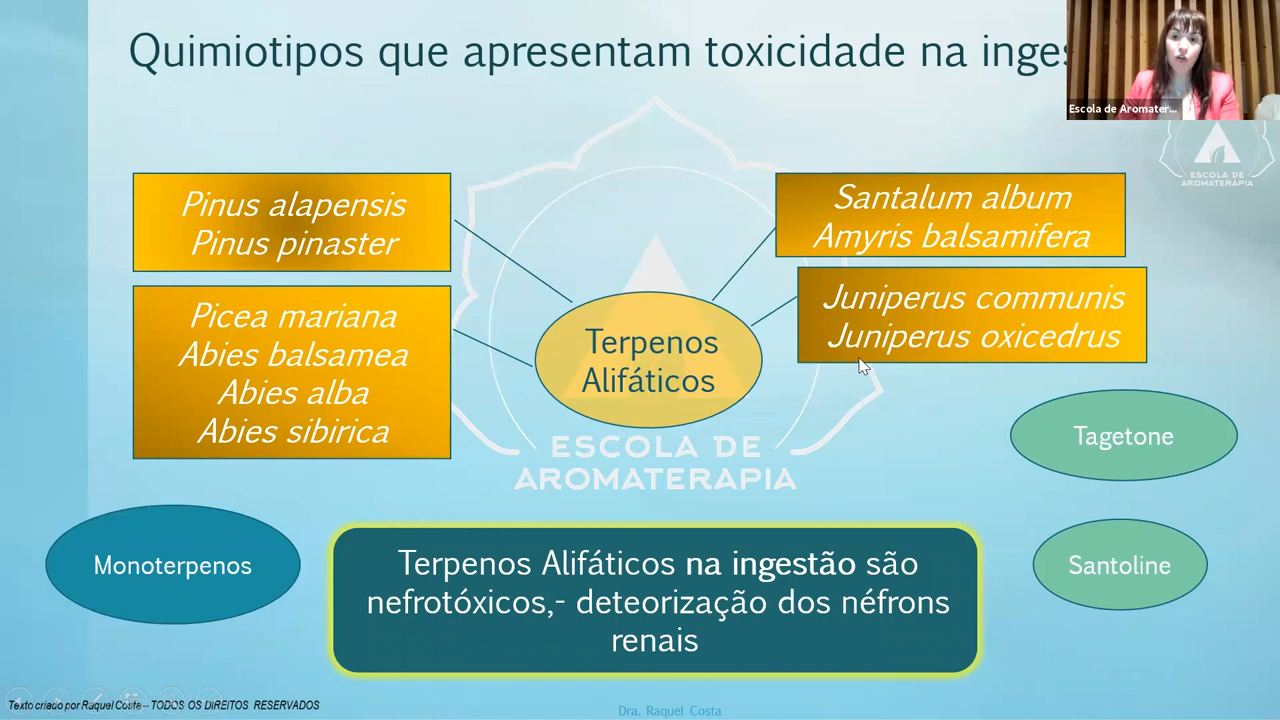 Quimiotipos que apresentam toxicidade na
Escola de Aromater...
ESCOLA DE
AROMATERAPIA
Pinus alapensis
Pinus pinaster
Santalum album
Amyris balsamifera
Picea mariana
Abies balsamea
Abies alba
Abies sibirica
Juniperus communis
Juniperus oxicedrus
Terpenos
Alifáticos
ESCOLA DE
AROMATERAPIA
Tagetone
Monoterpenos
Santoline
Terpenos Alifáticos na ingestão são
nefrotóxicos,- deteorização dos néfrons
renais
Texto criado por Raquel Costa-- TODOS OS DIREITOS RESERVADOS
Dra. Raquel Costa